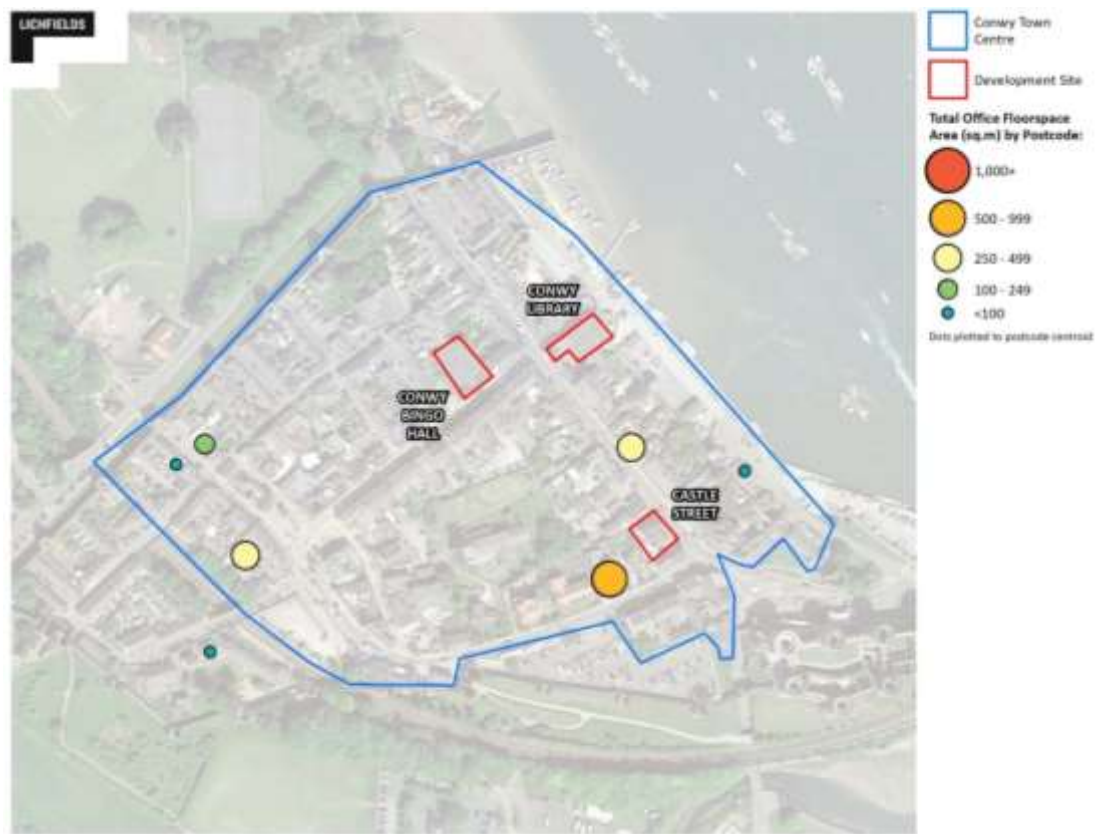 LICHFIELDS
Conwy Town
Centre
Development Site
Total Office Floorspace
Area (sq.m) by Postcode:
1,000+
500 - 999
250 - 499
100 - 249
<100
Dots plotted to postcode centroid
CONWY
LIBRARY
CONWY
BINGO
HALL
CASTLE
STREET